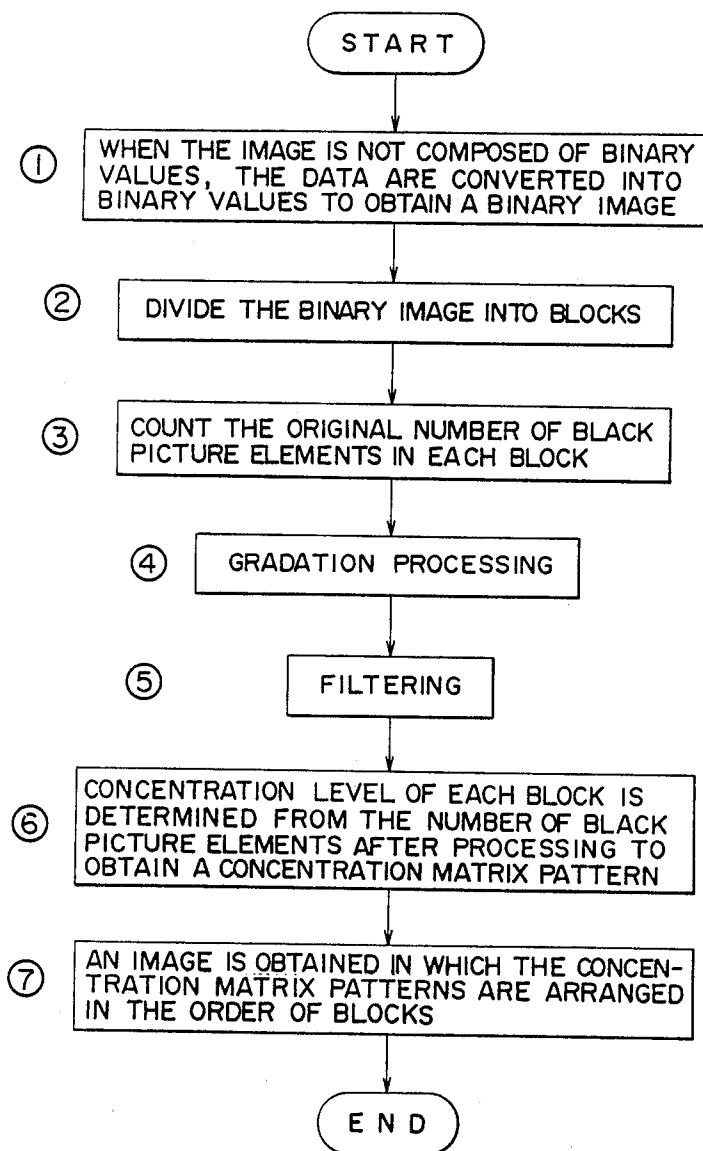 START
① WHEN THE IMAGE IS NOT COMPOSED OF BINARY
VALUES, THE DATA ARE CONVERTED INTO
BINARY VALUES TO OBTAIN A BINARY IMAGE
② DIVIDE THE BINARY IMAGE INTO BLOCKS
③ COUNT THE ORIGINAL NUMBER OF BLACK
PICTURE ELEMENTS IN EACH BLOCK
④ GRADATION PROCESSING
⑤ FILTERING
⑥ CONCENTRATION LEVEL OF EACH BLOCK IS
DETERMINED FROM THE NUMBER OF BLACK
PICTURE ELEMENTS AFTER PROCESSING TO
OBTAIN A CONCENTRATION MATRIX PATTERN
⑦ AN IMAGE IS OBTAINED IN WHICH THE CONCEN-
TRATION MATRIX PATTERNS ARE ARRANGED
IN THE ORDER OF BLOCKS
END